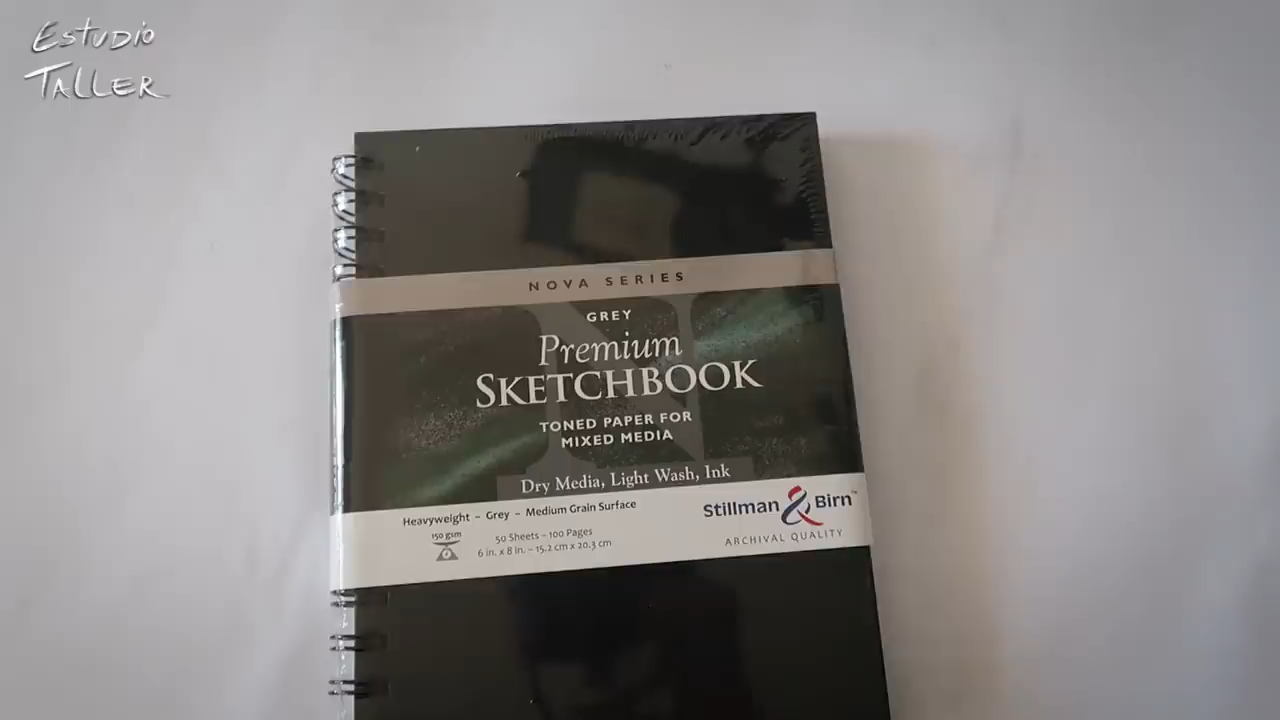 Estudio
Taller
NOVA SERIES
GREY
Premium
SKETCHBOOK
TONED PAPER FOR
MIXED MEDIA
Dry Media, Light Wash, Ink
Heavyweight – Grey – Medium Grain Surface
150 gsm
50 Sheets – 100 Pages
6 in. x 8 in. – 15.2 cm x 20.3 cm
Stillman & Birn™
ARCHIVAL QUALITY